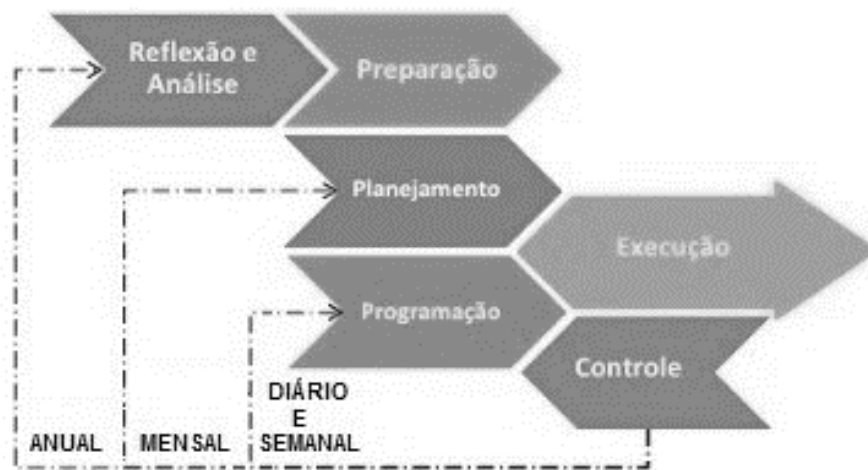 Reflexão e
Análise
Preparação
Planejamento
Execução
Programação
Controle
DIÁRIO
E
ANUAL MENSAL SEMANAL